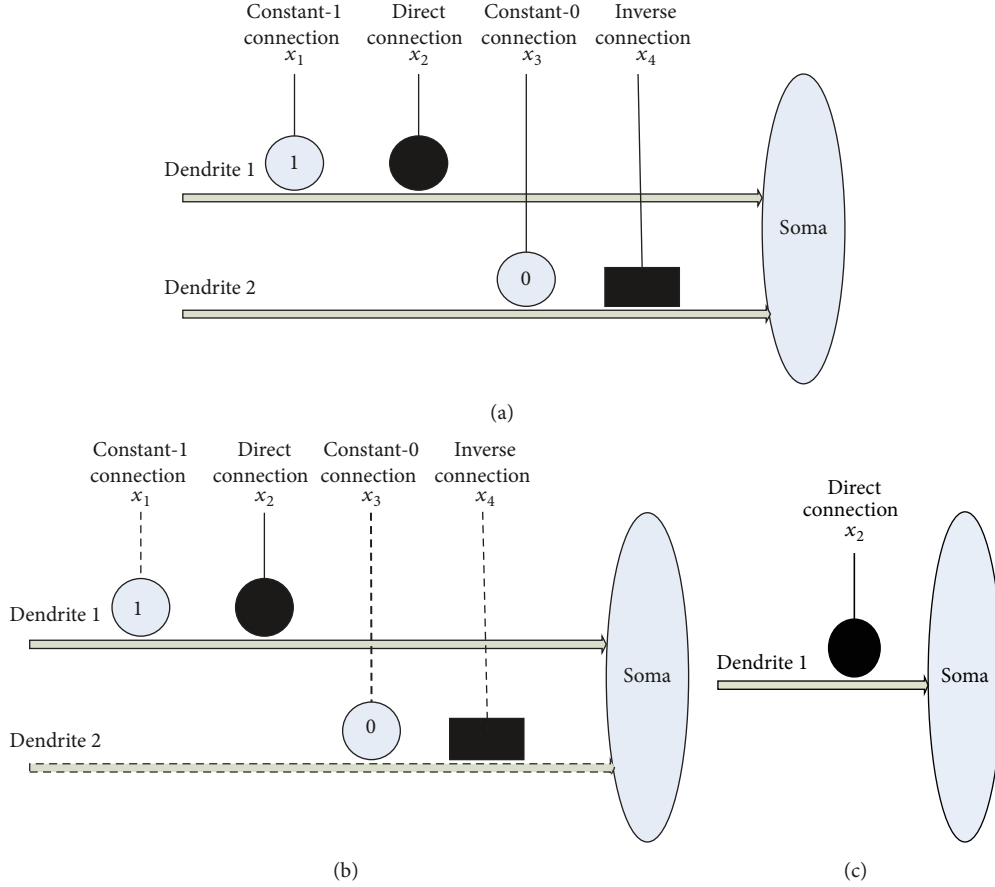 Constant-1 connection x₁
Direct connection x₂
Constant-0 connection x₃
Inverse connection x₄
Dendrite 1
1
Soma
Dendrite 2
0
(a)
Constant-1 connection x₁
Direct connection x₂
Constant-0 connection x₃
Inverse connection x₄
Dendrite 1
1
Soma
Dendrite 2
0
(b)
Direct connection x₂
Dendrite 1
Soma
(c)